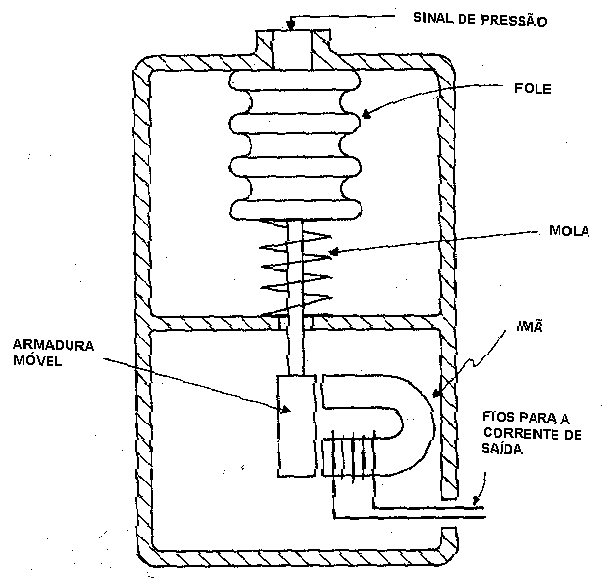 SINAL DE PRESSÃO
FOLE
MOLA
IMÃ
ARMADURA
MÓVEL
FIOS PARA A
CORRENTE DE
SAÍDA